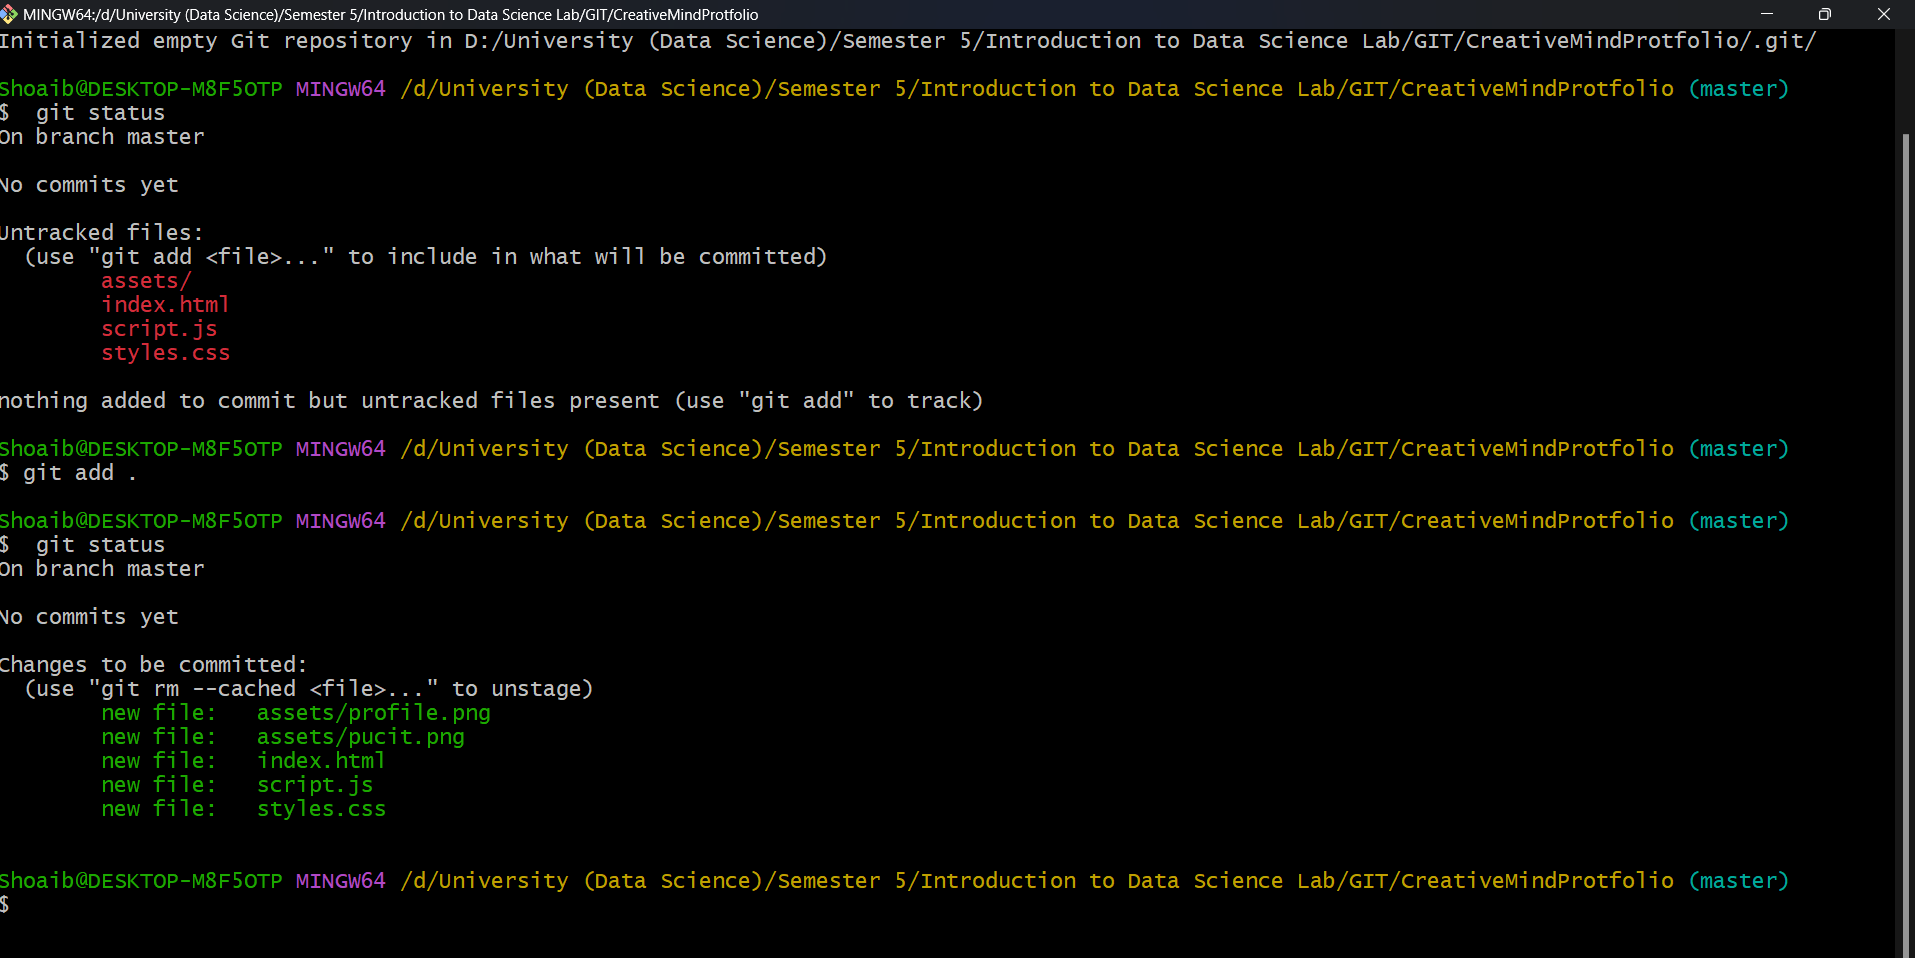 MINGW64:/d/University (Data Science)/Semester 5/Introduction to Data Science Lab/GIT/CreativeMindProtfolio
Initialized empty Git repository in D:/University (Data Science)/Semester 5/Introduction to Data Science Lab/GIT/CreativeMindProtfolio/.git/
Shoaib@DESKTOP-M8F5OTP MINGW64 /d/University (Data Science)/Semester 5/Introduction to Data Science Lab/GIT/CreativeMindProtfolio (master)
$  git status
On branch master
No commits yet
Untracked files:
  (use "git add <file>..." to include in what will be committed)
        assets/
        index.html
        script.js
        styles.css
nothing added to commit but untracked files present (use "git add" to track)
Shoaib@DESKTOP-M8F5OTP MINGW64 /d/University (Data Science)/Semester 5/Introduction to Data Science Lab/GIT/CreativeMindProtfolio (master)
$ git add .
Shoaib@DESKTOP-M8F5OTP MINGW64 /d/University (Data Science)/Semester 5/Introduction to Data Science Lab/GIT/CreativeMindProtfolio (master)
$  git status
On branch master
No commits yet
Changes to be committed:
  (use "git rm --cached <file>..." to unstage)
        new file:   assets/profile.png
        new file:   assets/pucit.png
        new file:   index.html
        new file:   script.js
        new file:   styles.css
Shoaib@DESKTOP-M8F5OTP MINGW64 /d/University (Data Science)/Semester 5/Introduction to Data Science Lab/GIT/CreativeMindProtfolio (master)
$